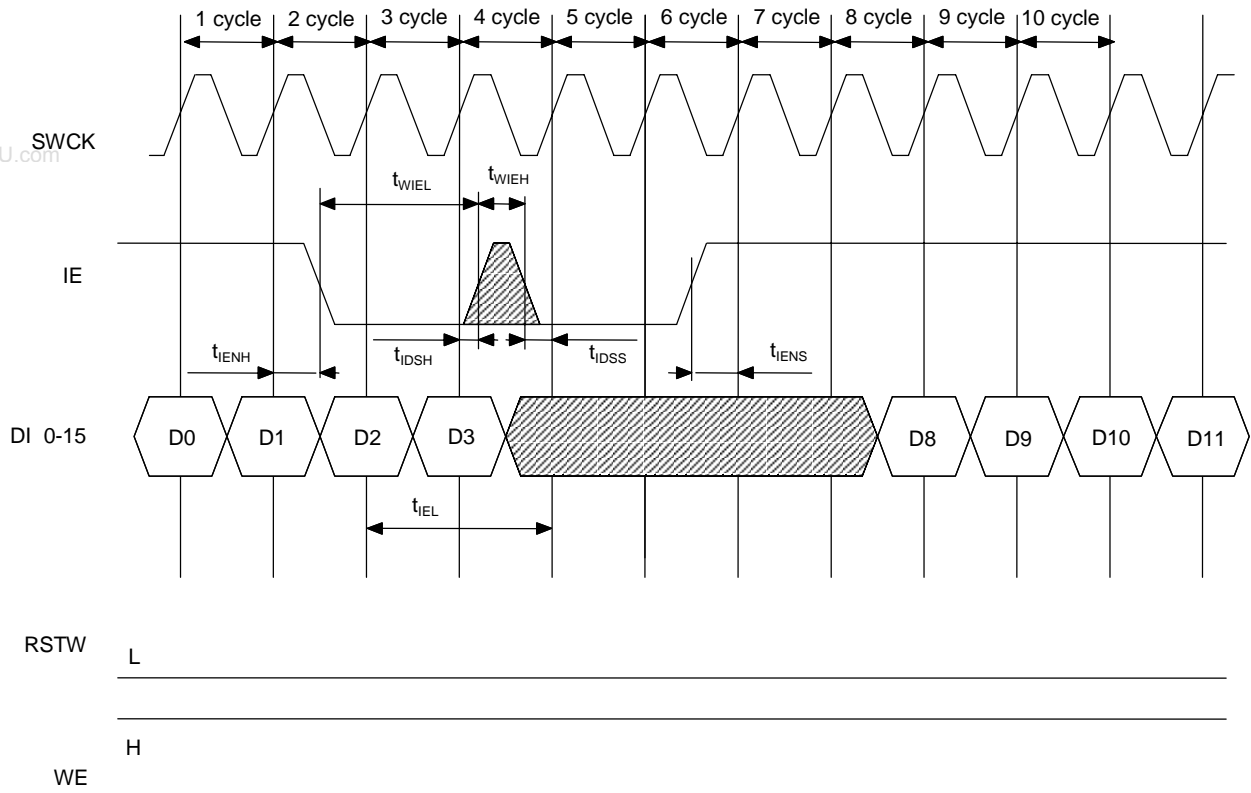 1 cycle 2 cycle 3 cycle 4 cycle 5 cycle 6 cycle 7 cycle 8 cycle 9 cycle 10 cycle
SWCK
U.com
tWIEL tWIEH
IE
tIENH tIDSH tIDSS tIENS
DI 0-15 D0 D1 D2 D3 D8 D9 D10 D11
tIEL
RSTW
L
H
WE